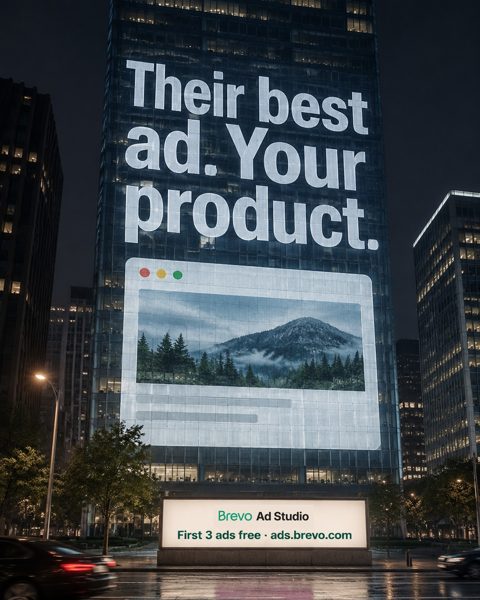 Their best
ad. Your
product.
Brevo Ad Studio
First 3 ads free · ads.brevo.com